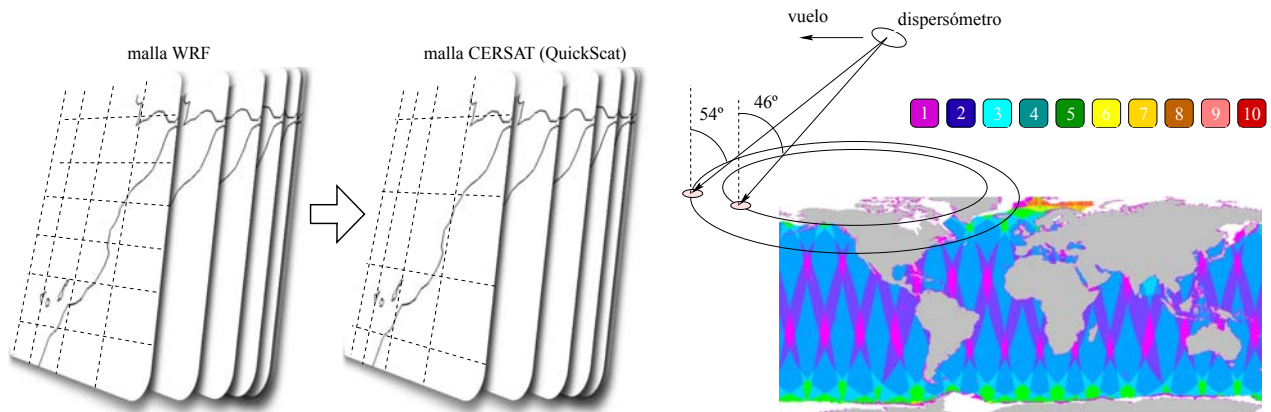 malla WRF
malla CERSAT (QuickScat)
vuelo
dispersómetro
54º
46º
1 2 3 4 5 6 7 8 9 10